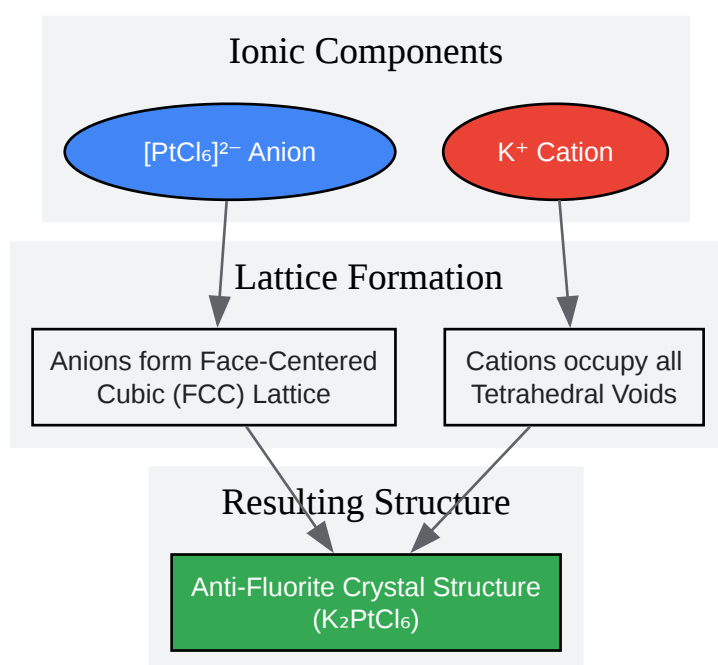 Ionic Components
[PtCl₆]²⁻ Anion
K⁺ Cation
Lattice Formation
Anions form Face-Centered
Cubic (FCC) Lattice
Cations occupy all
Tetrahedral Voids
Resulting Structure
Anti-Fluorite Crystal Structure
(K₂PtCl₆)